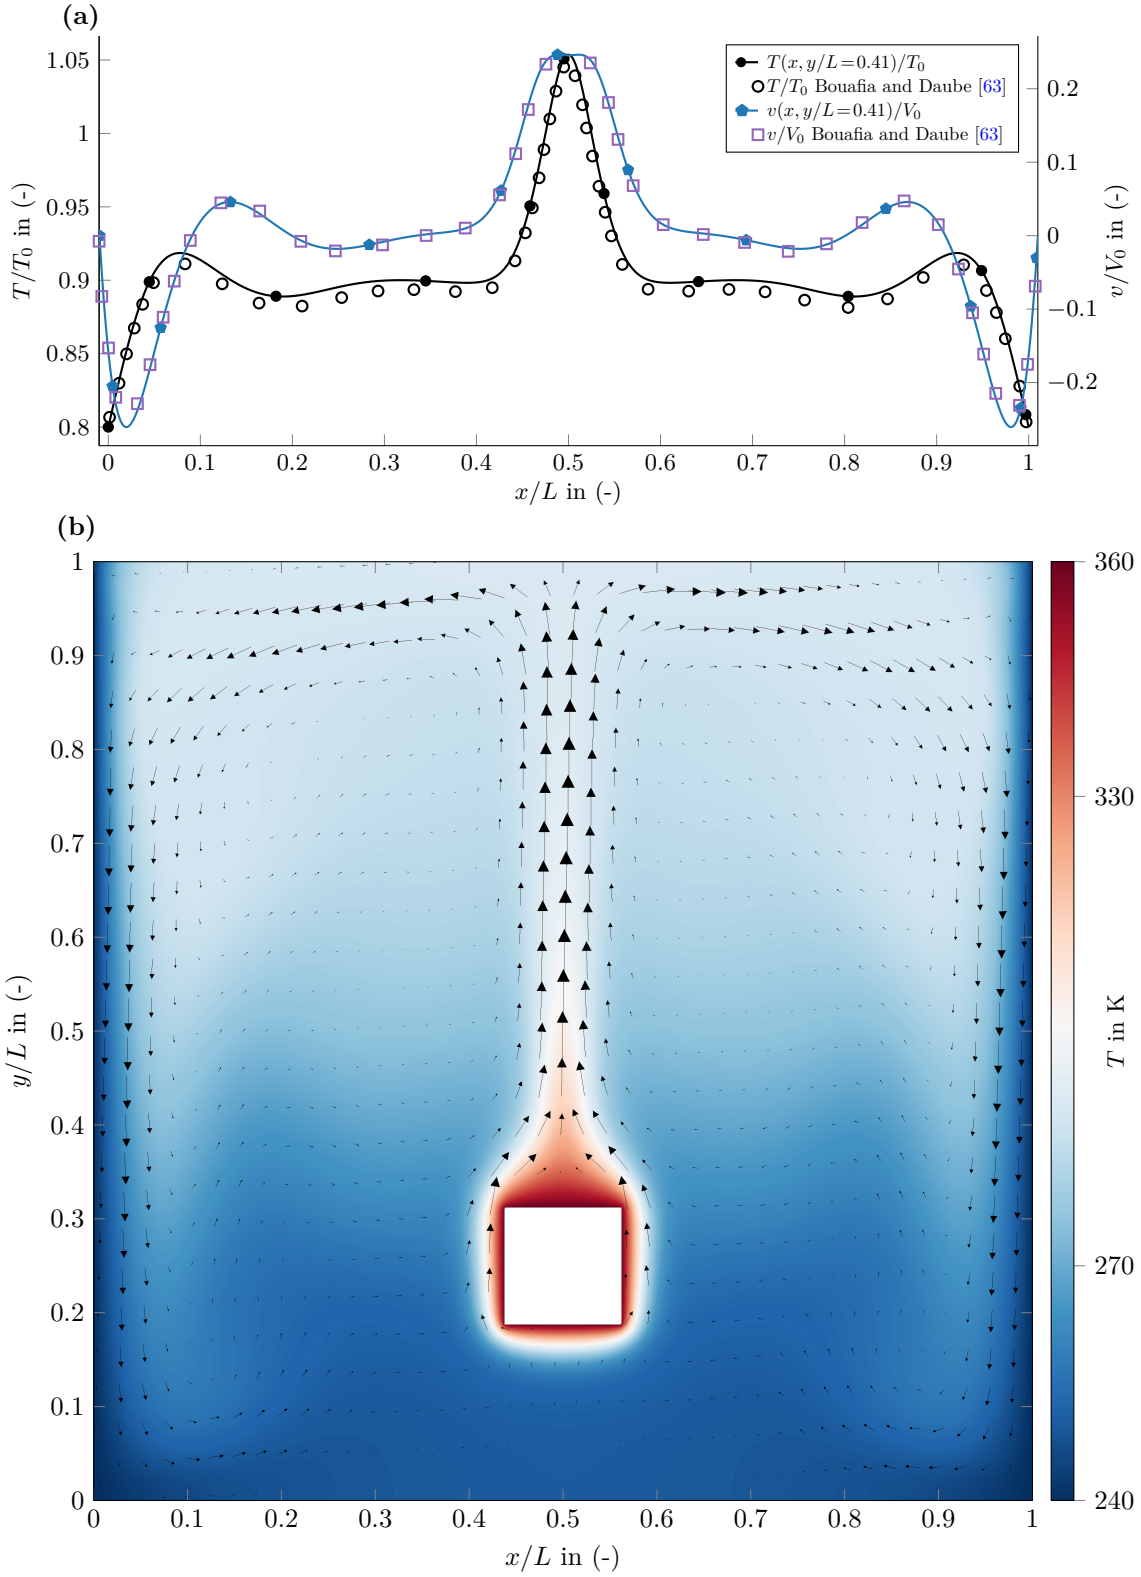 (a)
1.05
1
0.95
0.9
0.85
0.8
T/T₀ in (-)
T(x, y/L=0.41)/T₀
T/T₀ Bouafia and Daube [63]
v(x, y/L=0.41)/V₀
v/V₀ Bouafia and Daube [63]
0.2
0.1
0
−0.1
−0.2
v/V₀ in (-)
0 0.1 0.2 0.3 0.4 0.5 0.6 0.7 0.8 0.9 1
x/L in (-)
(b)
1
0.9
0.8
0.7
0.6
0.5
0.4
0.3
0.2
0.1
0
y/L in (-)
0 0.1 0.2 0.3 0.4 0.5 0.6 0.7 0.8 0.9 1
x/L in (-)
360
330
270
240
T in K